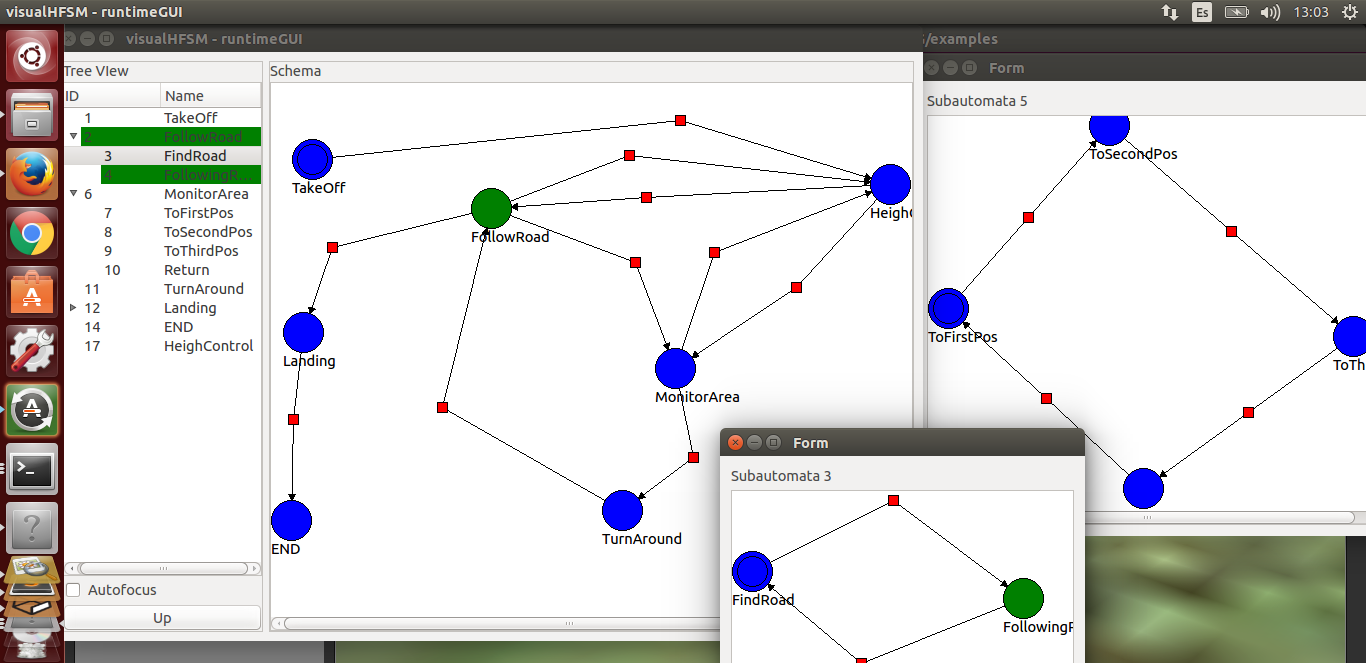 visualHFSM - runtimeGUI
Es
13:03
visualHFSM - runtimeGUI
/examples
Form
Tree VIew
Schema
Subautomata 5
ID Name
1 TakeOff
2 FollowRoad
3 FindRoad
4 FollowingR...
6 MonitorArea
7 ToFirstPos
8 ToSecondPos
9 ToThirdPos
10 Return
11 TurnAround
12 Landing
14 END
17 HeighControl
Autofocus
Up
TakeOff
HeighC
FollowRoad
Landing
MonitorArea
TurnAround
END
ToSecondPos
ToFirstPos
ToTh
Form
Subautomata 3
FindRoad
FollowingR